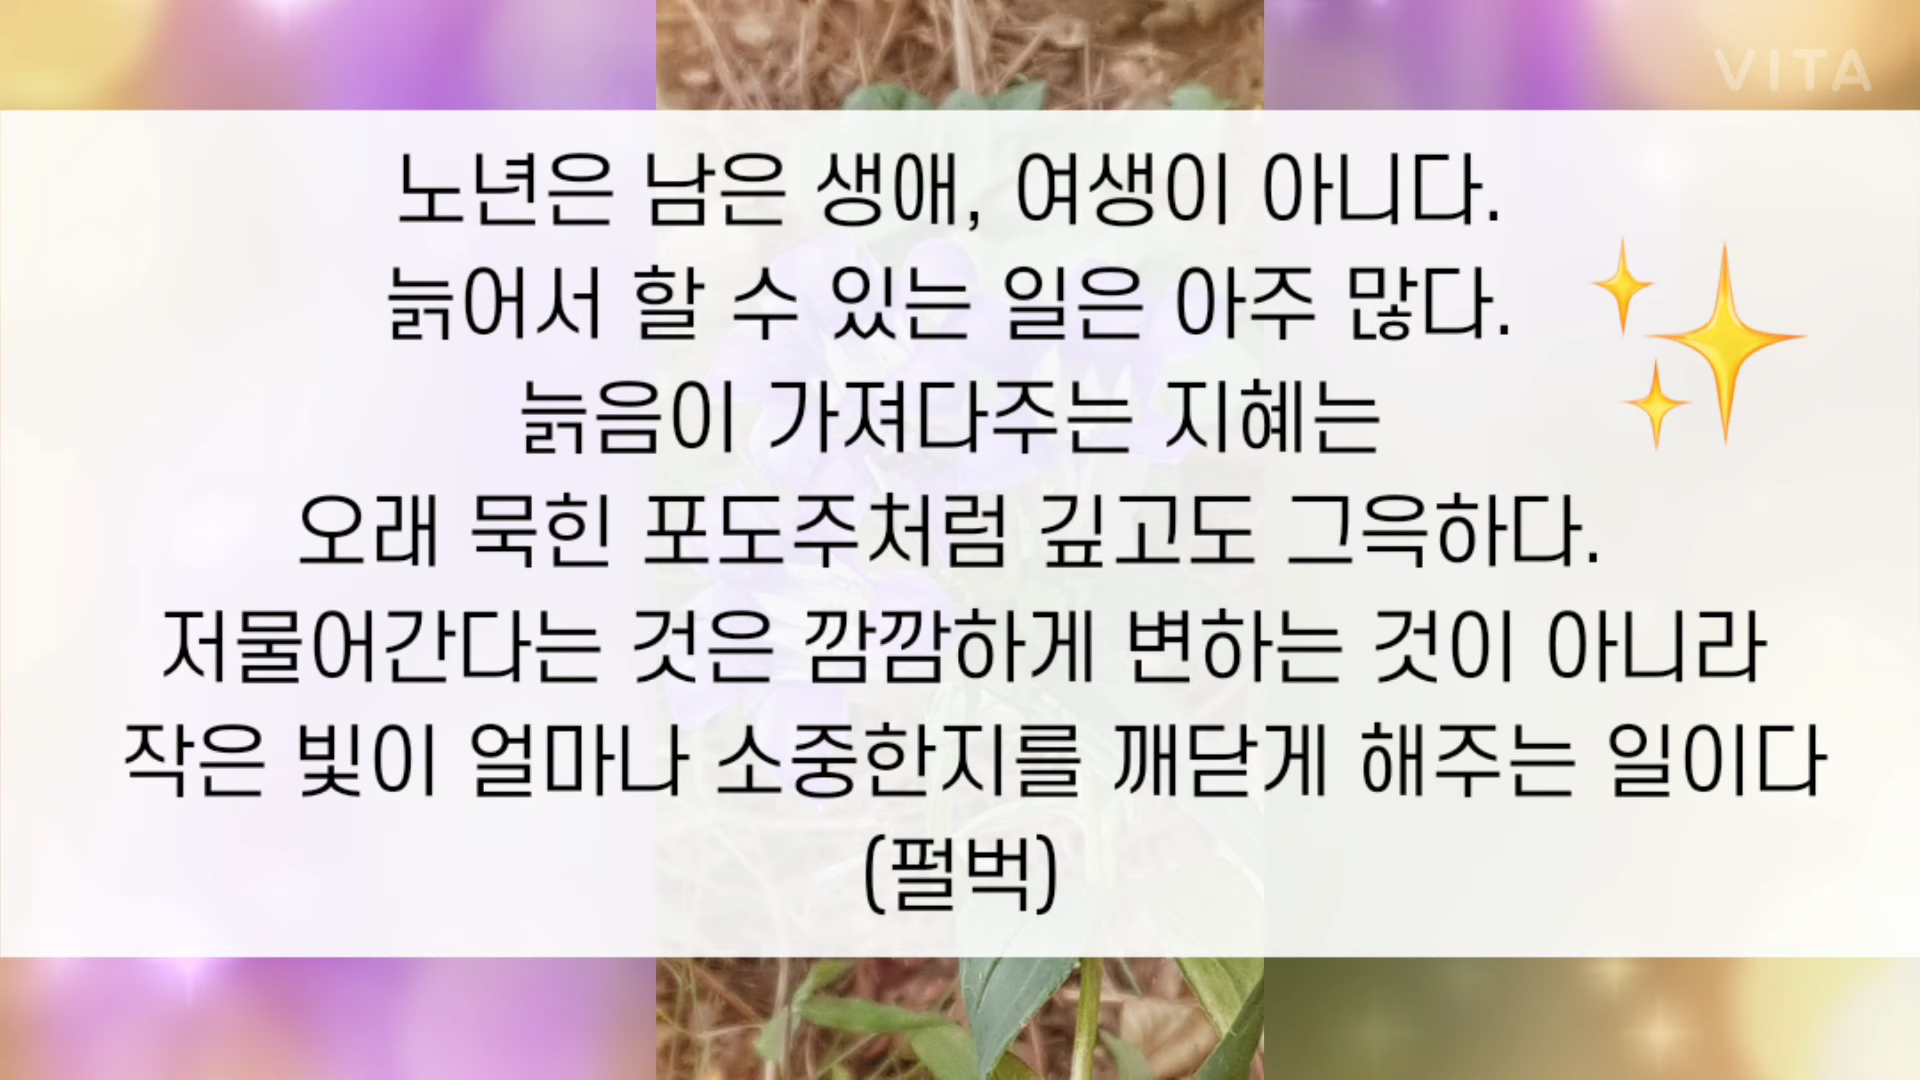 VITA
노년은 남은 생애, 여생이 아니다.
늙어서 할 수 있는 일은 아주 많다.
늙음이 가져다주는 지혜는
오래 묵힌 포도주처럼 깊고도 그윽하다.
저물어간다는 것은 깜깜하게 변하는 것이 아니라
작은 빛이 얼마나 소중한지를 깨닫게 해주는 일이다
(펄벅)